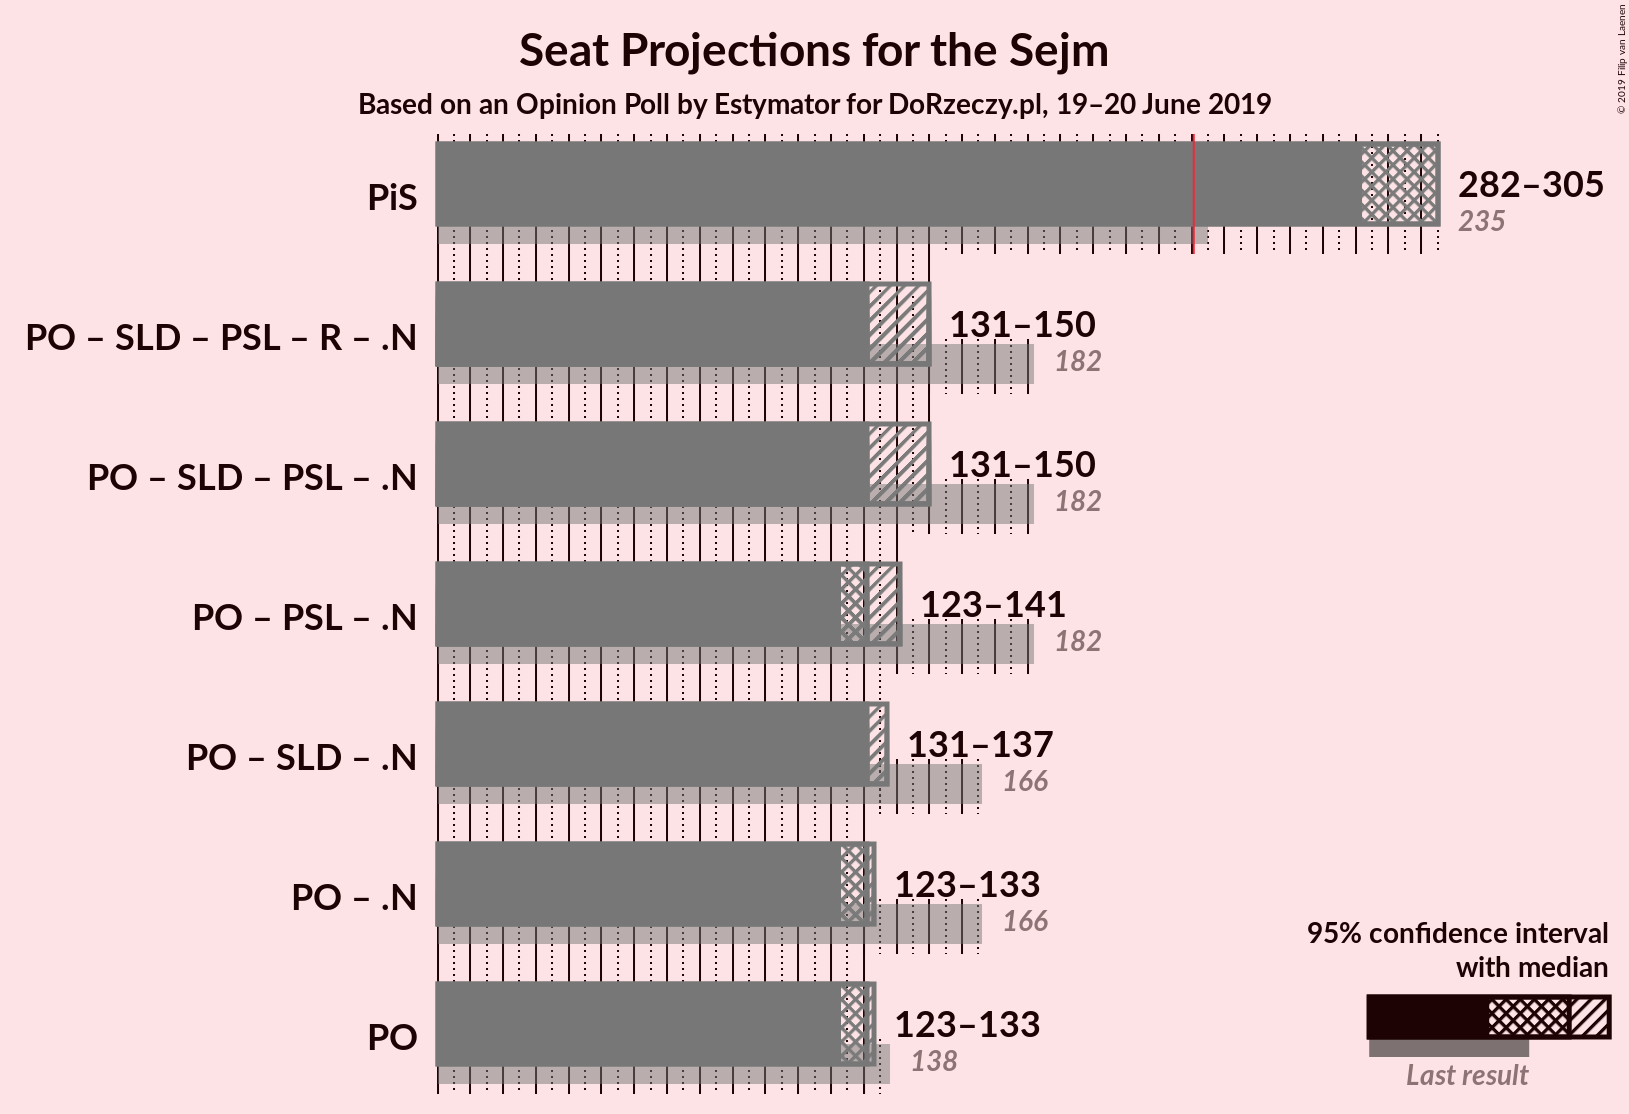 Seat Projections for the Sejm
Based on an Opinion Poll by Estymator for DoRzeczy.pl, 19–20 June 2019
© 2019 Filip van Laenen
PiS
282–305
235
PO – SLD – PSL – R – .N
131–150
182
PO – SLD – PSL – .N
131–150
182
PO – PSL – .N
123–141
182
PO – SLD – .N
131–137
166
PO – .N
123–133
166
PO
123–133
138
95% confidence interval
with median
Last result